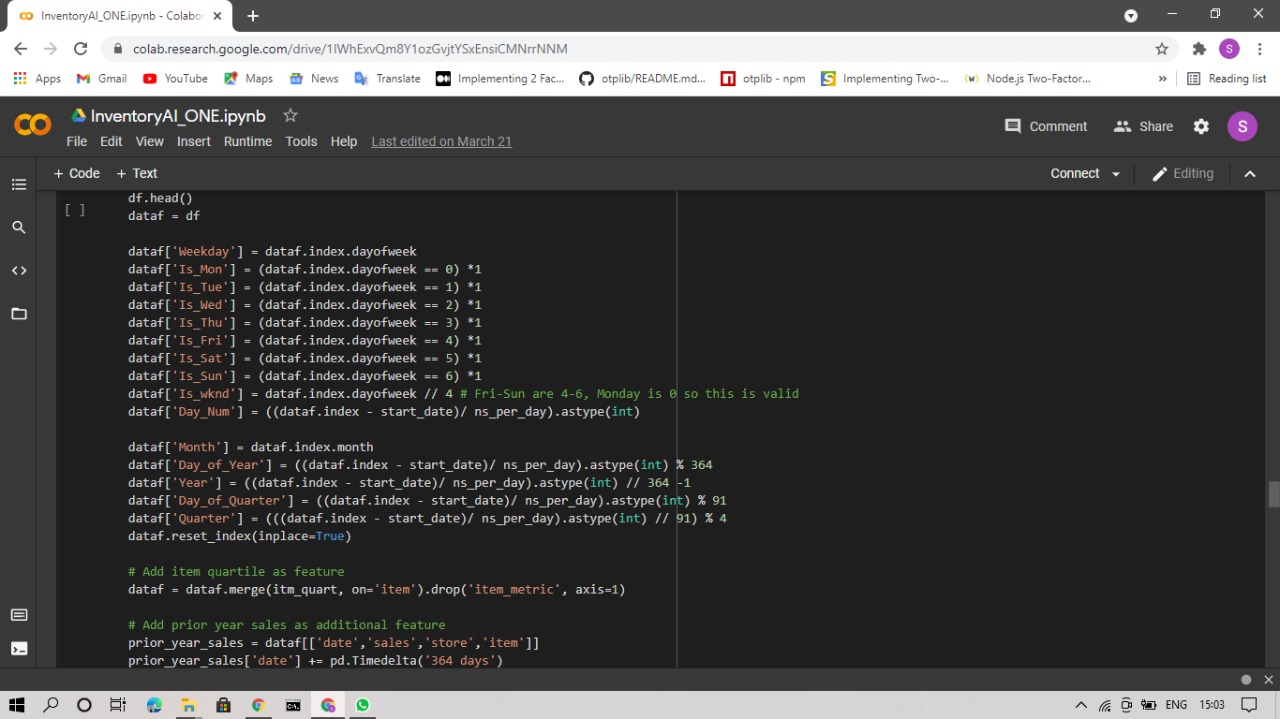 InventoryAI_ONE.ipynb - Colabor
colab.research.google.com/drive/1IWhExvQm8Y1ozGvjtYSxEnsiCMNrrNNM
S
Apps Gmail YouTube Maps News Translate Implementing 2 Fac... otplib/README.md... otplib - npm Implementing Two-... Node.js Two-Factor... » Reading list
InventoryAI_ONE.ipynb
Comment Share S
File Edit View Insert Runtime Tools Help Last edited on March 21
+ Code + Text Connect Editing
df.head()
[ ]
dataf = df
dataf['Weekday'] = dataf.index.dayofweek
dataf['Is_Mon'] = (dataf.index.dayofweek == 0) *1
dataf['Is_Tue'] = (dataf.index.dayofweek == 1) *1
dataf['Is_Wed'] = (dataf.index.dayofweek == 2) *1
dataf['Is_Thu'] = (dataf.index.dayofweek == 3) *1
dataf['Is_Fri'] = (dataf.index.dayofweek == 4) *1
dataf['Is_Sat'] = (dataf.index.dayofweek == 5) *1
dataf['Is_Sun'] = (dataf.index.dayofweek == 6) *1
dataf['Is_wknd'] = dataf.index.dayofweek // 4 # Fri-Sun are 4-6, Monday is 0 so this is valid
dataf['Day_Num'] = ((dataf.index - start_date)/ ns_per_day).astype(int)
dataf['Month'] = dataf.index.month
dataf['Day_of_Year'] = ((dataf.index - start_date)/ ns_per_day).astype(int) % 364
dataf['Year'] = ((dataf.index - start_date)/ ns_per_day).astype(int) // 364 -1
dataf['Day_of_Quarter'] = ((dataf.index - start_date)/ ns_per_day).astype(int) % 91
dataf['Quarter'] = (((dataf.index - start_date)/ ns_per_day).astype(int) // 91) % 4
dataf.reset_index(inplace=True)
# Add item quartile as feature
dataf = dataf.merge(itm_quart, on='item').drop('item_metric', axis=1)
# Add prior year sales as additional feature
prior_year_sales = dataf[['date','sales','store','item']]
prior_year_sales['date'] += pd.Timedelta('364 days')
ENG 15:03